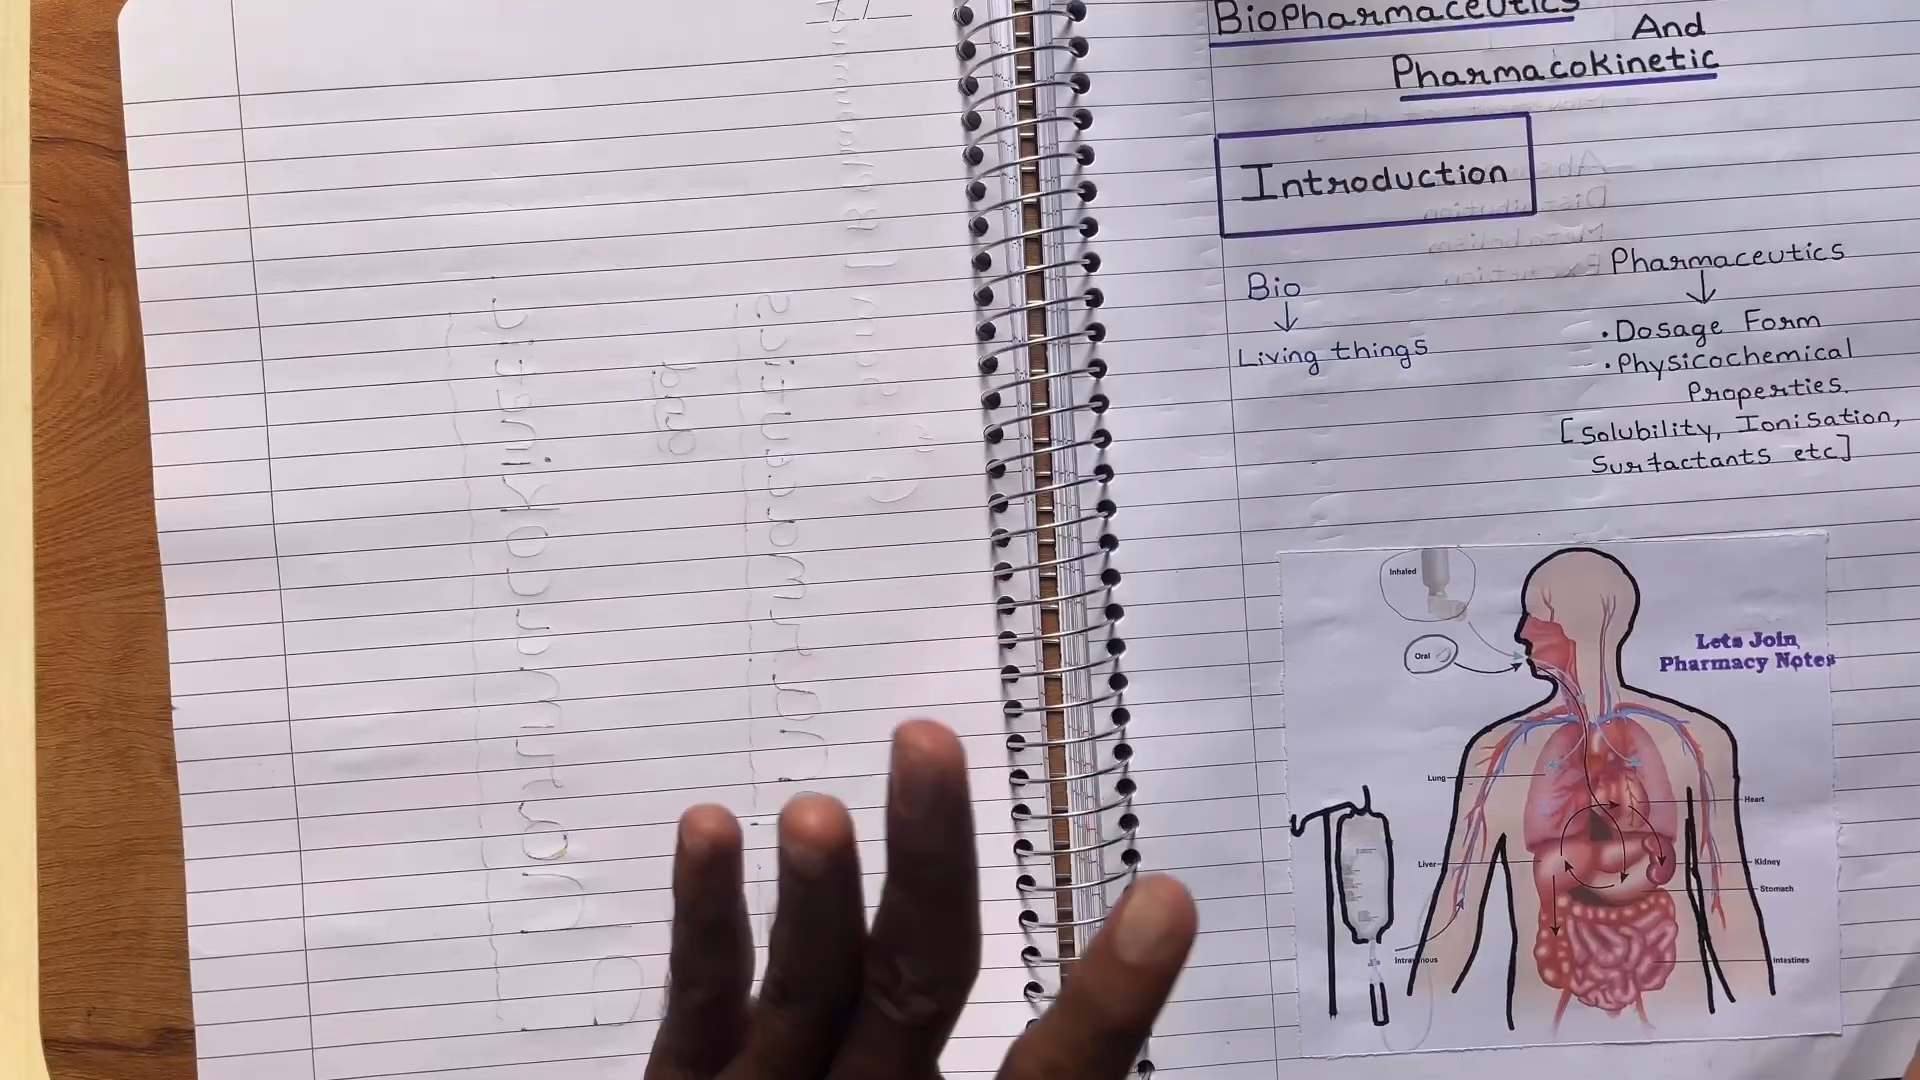 BioPharmaceutics
And
Pharmacokinetic
Introduction
Bio
↓
Living things
Pharmaceutics
↓
• Dosage Form
• Physicochemical
Properties.
[Solubility, Ionisation,
Surfactants etc]
Inhaled
Oral
Lets Join,
Pharmacy Notes
Lung
Heart
Liver
Kidney
Stomach
Intravenous
Intestines